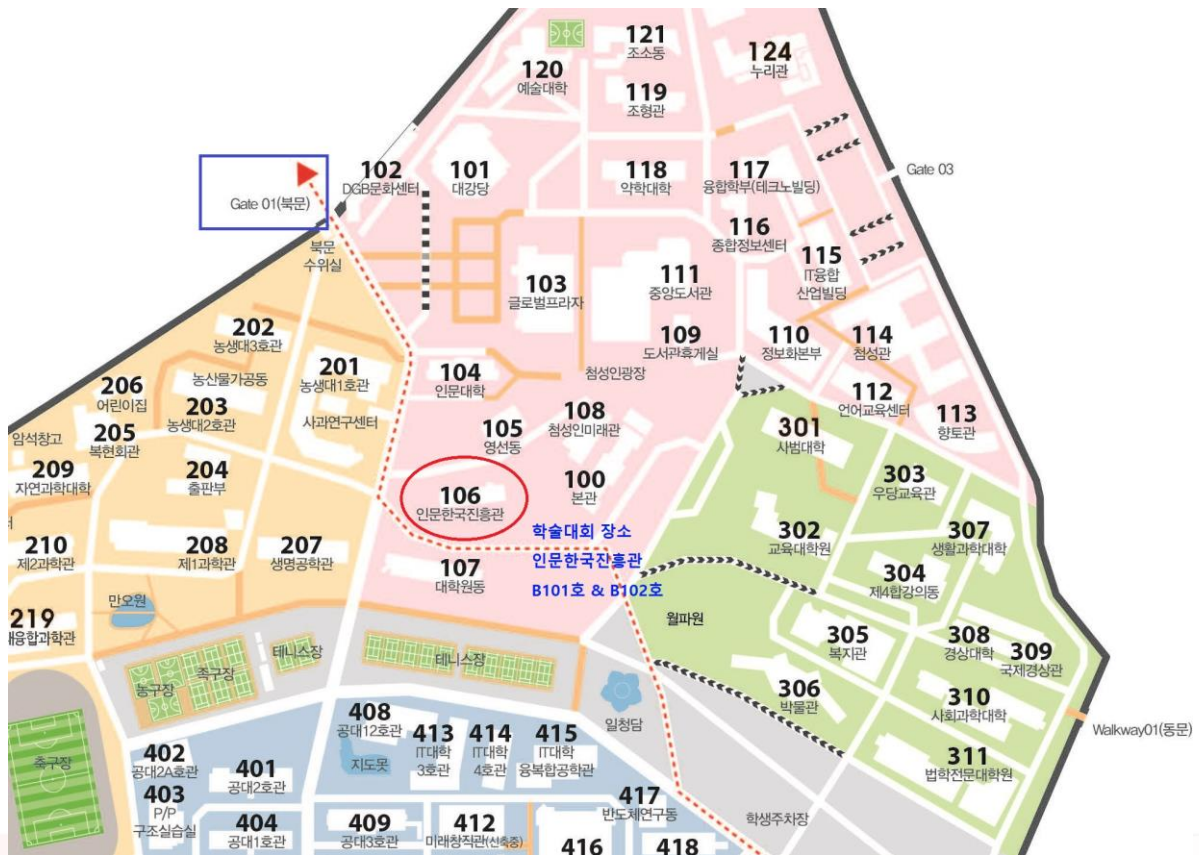 121
조소동
124
누리관
120
예술대학
119
조형관
Gate 03
102
DGB문화센터
101
대강당
118
약학대학
117
융합학부(테크노빌딩)
Gate 01(북문)
북문
수위실
116
종합정보센터
103
글로벌프라자
111
중앙도서관
115
IT융합
산업빌딩
202
농생대3호관
109
도서관휴게실
110
정보화본부
114
첨성관
201
농생대1호관
104
인문대학
첨성인광장
206
어린이집
농산물가공동
203
농생대2호관
사과연구센터
112
언어교육센터
113
향토관
암석창고
205
복현회관
105
영선동
108
첨성인미래관
301
사범대학
209
자연과학대학
204
출판부
106
인문한국진흥관
100
본관
303
우당교육관
학술대회 장소
인문한국진흥관
B101호 & B102호
210
제2과학관
208
제1과학관
207
생명공학관
107
대학원동
302
교육대학원
307
생활과학대학
304
제4합강의동
219
융합과학관
만오원
월파원
305
복지관
308
경상대학
309
국제경상관
농구장
족구장
테니스장
테니스장
306
박물관
310
사회과학대학
일청담
Walkway01(동문)
408
공대12호관
지도못
413
IT대학
3호관
414
IT대학
4호관
415
IT대학
융복합공학관
311
법학전문대학원
축구장
402
공대2A호관
401
공대2호관
403
P/P
구조실습실
404
공대1호관
409
공대3호관
412
미래창직관(신축중)
417
반도체연구동
학생주차장
416
418